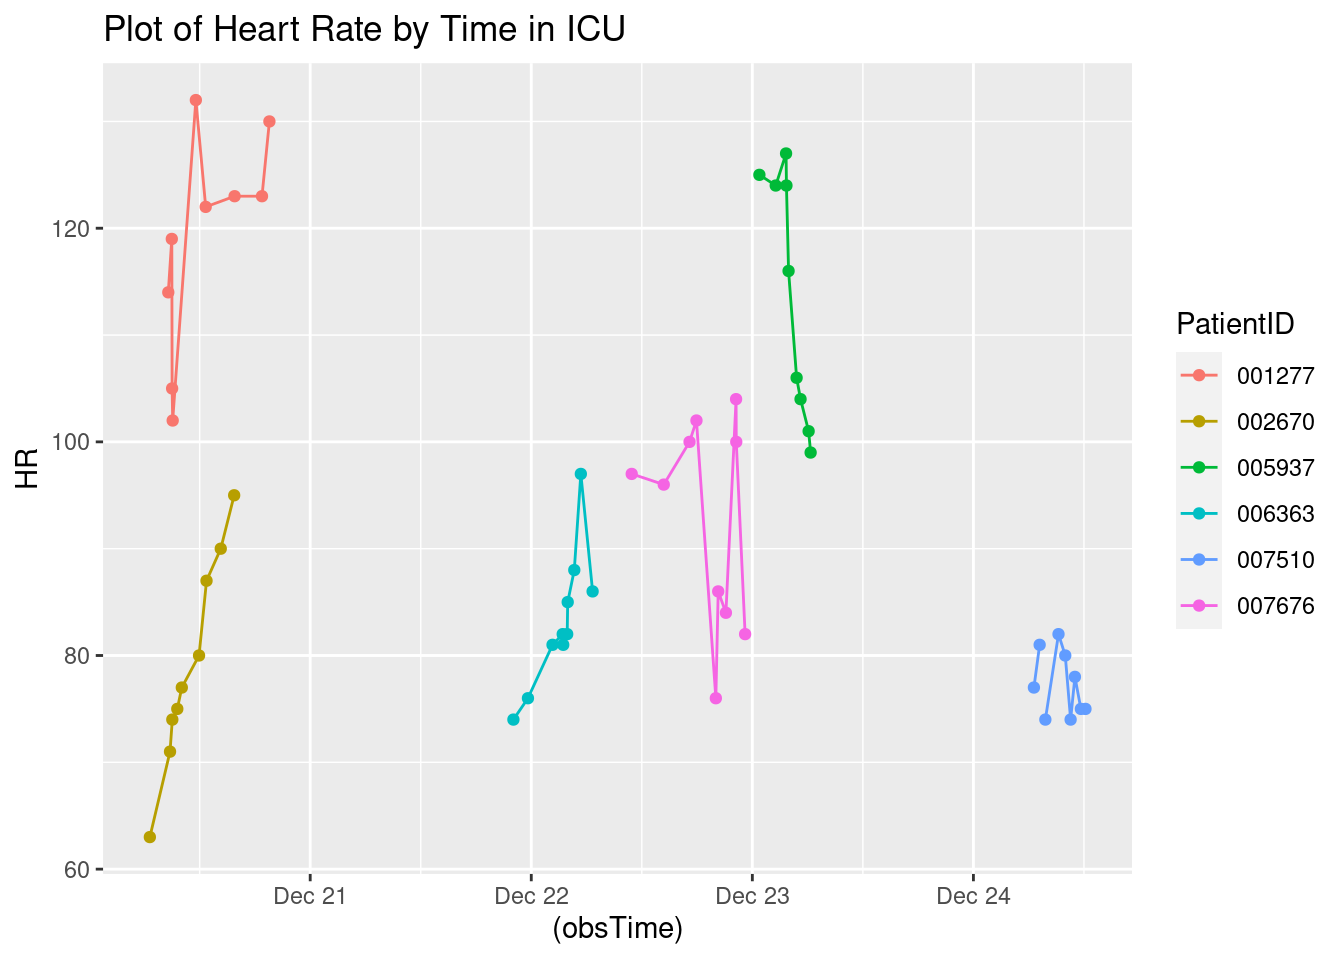 Plot of Heart Rate by Time in ICU
HR
120
100
80
60
Dec 21
Dec 22
Dec 23
Dec 24
(obsTime)
PatientID
001277
002670
005937
006363
007510
007676